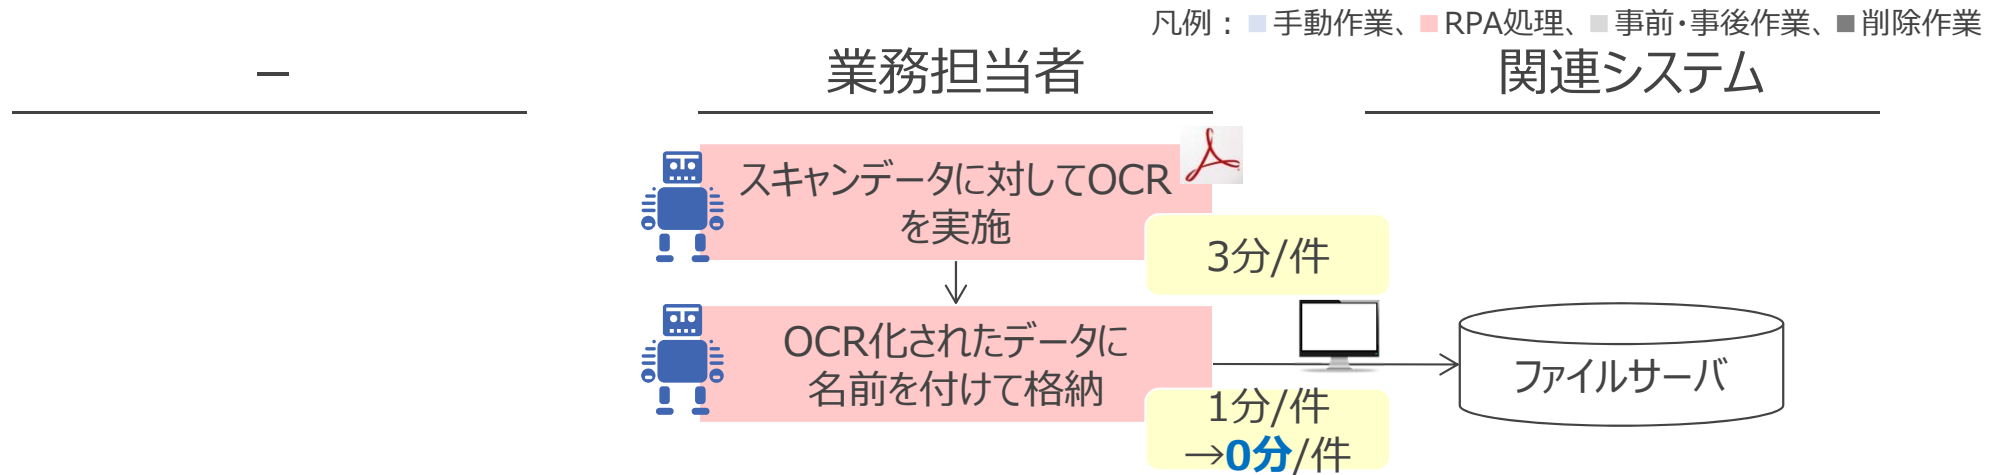 凡例：■手動作業、■RPA処理、■事前・事後作業、■削除作業
－
業務担当者
関連システム
スキャンデータに対してOCR
を実施
3分/件
OCR化されたデータに
名前を付けて格納
1分/件
→0分/件
ファイルサーバ